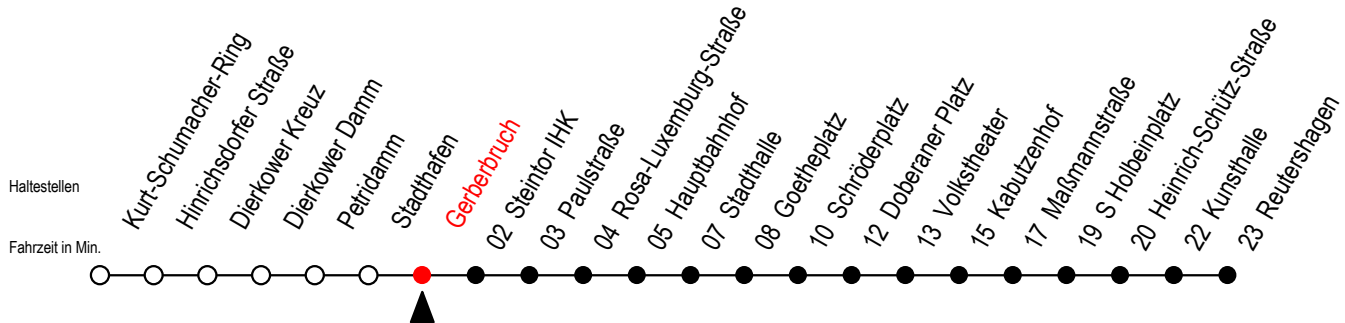 Haltestellen
Kurt-Schumacher-Ring
Hinrichsdorfer Straße
Dierkower Kreuz
Dierkower Damm
Petridamm
Stadthafen
Gerberbruch
02 Steintor IHK
03 Paulstraße
04 Rosa-Luxemburg-Straße
05 Hauptbahnhof
07 Stadthalle
08 Goetheplatz
10 Schröderplatz
12 Doberaner Platz
13 Volkstheater
15 Kabutzenhof
17 Maßmannstraße
19 S Holbeinplatz
20 Heinrich-Schütz-Straße
22 Kunsthalle
23 Reutershagen
Fahrzeit in Min.